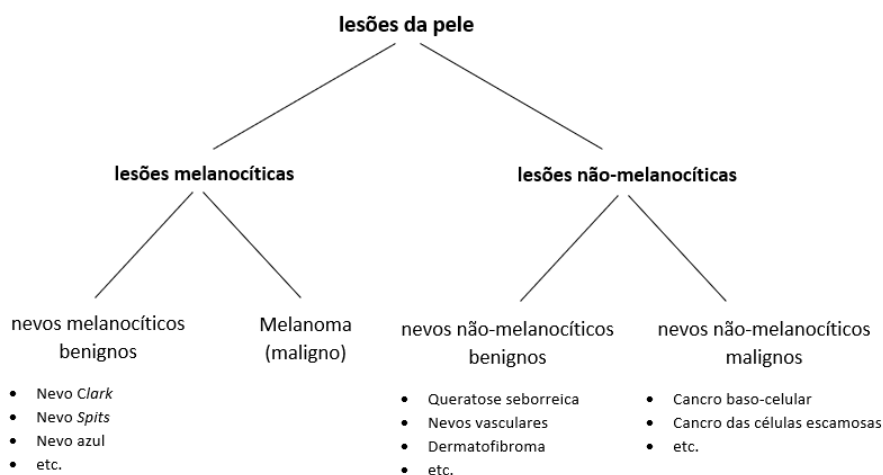 lesões da pele
lesões melanocíticas
lesões não-melanocíticas
nevos melanocíticos
benignos
Melanoma
(maligno)
nevos não-melanocíticos
benignos
nevos não-melanocíticos
malignos
• Nevo Clark
• Nevo Spits
• Nevo azul
• etc.
• Queratose seborreica
• Nevos vasculares
• Dermatofibroma
• etc.
• Cancro baso-celular
• Cancro das células escamosas
• etc.